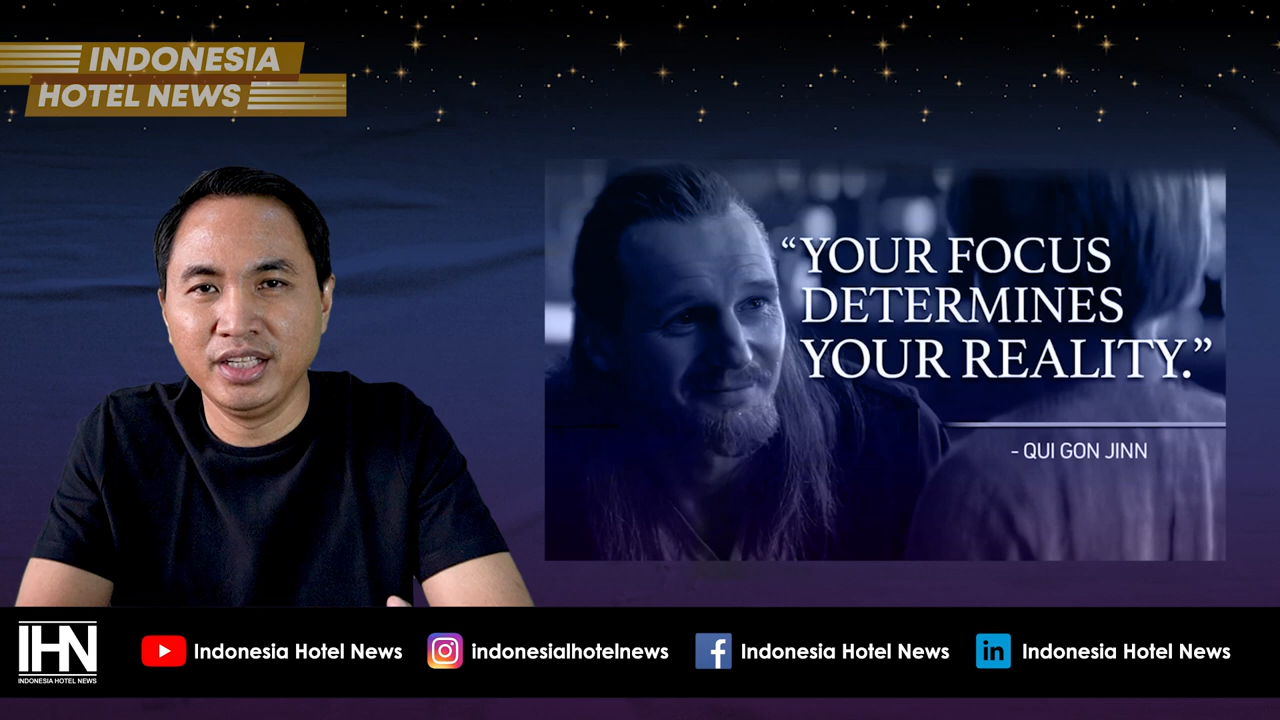 INDONESIA
HOTEL NEWS
“YOUR FOCUS
DETERMINES
YOUR REALITY.”
- QUI GON JINN
IHN
INDONESIA HOTEL NEWS
Indonesia Hotel News
indonesialhotelnews
f
Indonesia Hotel News
in
Indonesia Hotel News